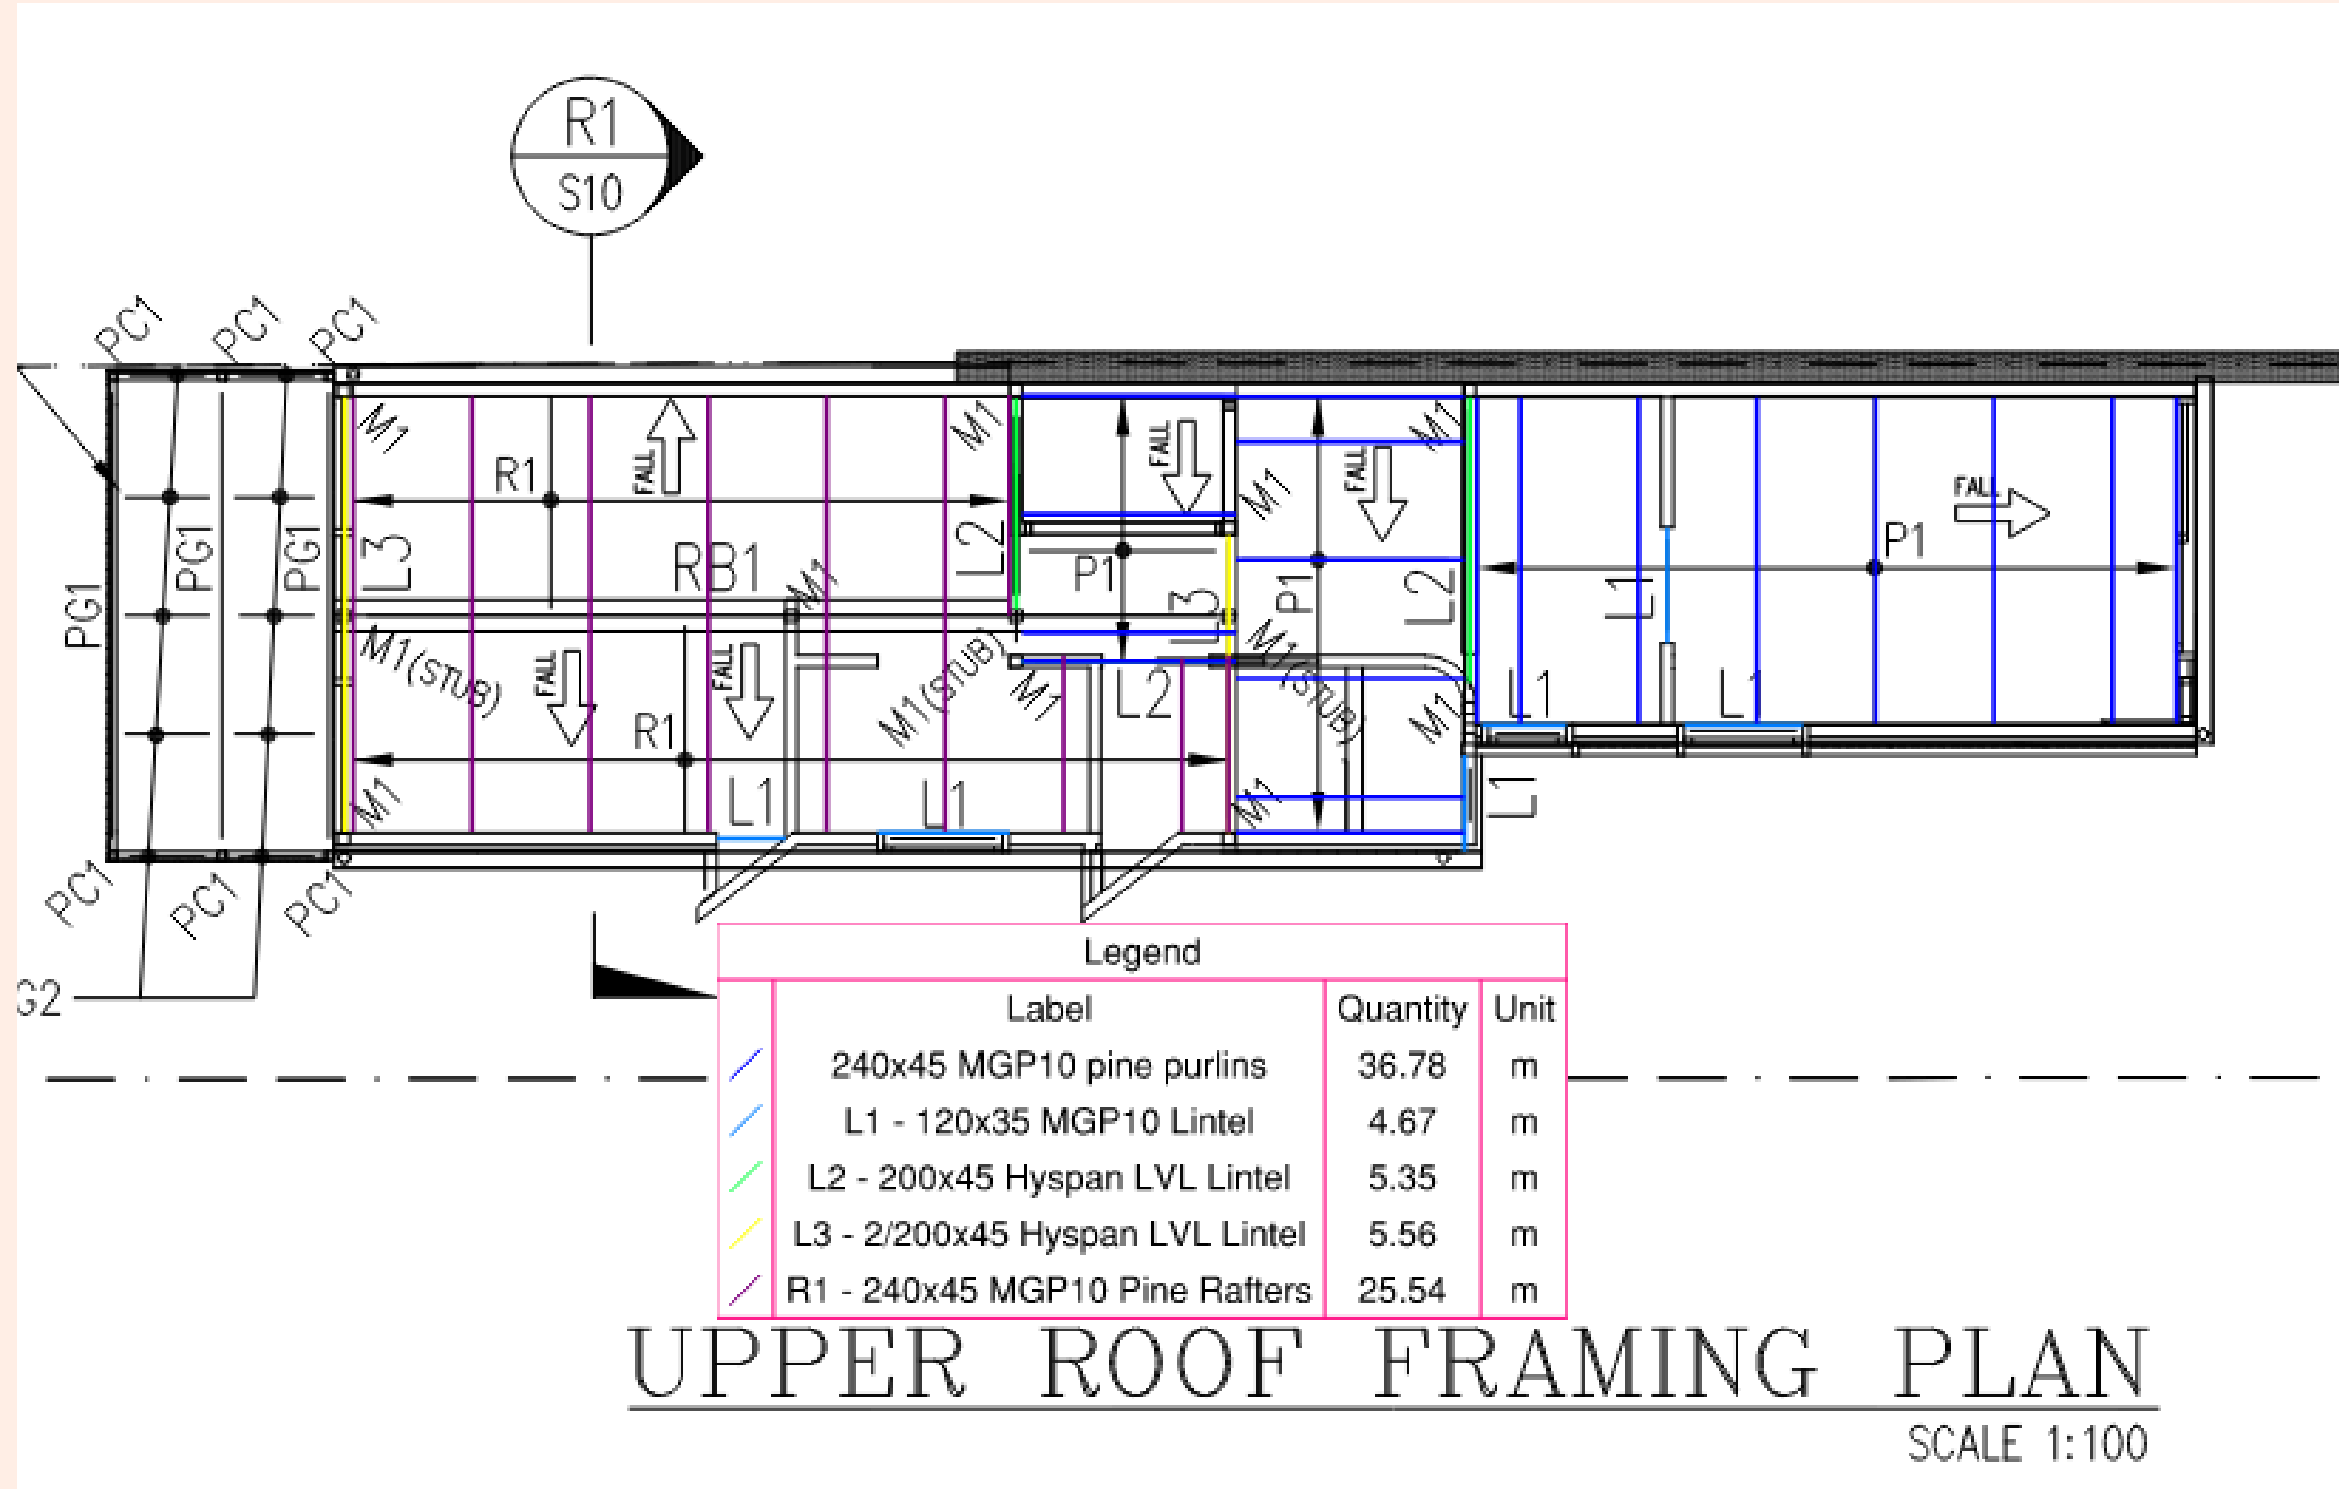 R1
S10
PC1
PC1
PC1
M1
M1
M1
R1
FALL
FALL
FALL
FALL
M1
PG1
PG1
PG1
L3
RB1
L2
P1
L3
P1
L2
L1
P1
M1
M1(STUB)
FALL
FALL
M1(STUB)
M1
L2
M1(STUB)
M1
L1
L1
R1
M1
L1
L1
M1
L1
PC1
PC1
PC1
G2
Legend
Label Quantity Unit
240x45 MGP10 pine purlins 36.78 m
L1 - 120x35 MGP10 Lintel 4.67 m
L2 - 200x45 Hyspan LVL Lintel 5.35 m
L3 - 2/200x45 Hyspan LVL Lintel 5.56 m
R1 - 240x45 MGP10 Pine Rafters 25.54 m
UPPER ROOF FRAMING PLAN
SCALE 1:100